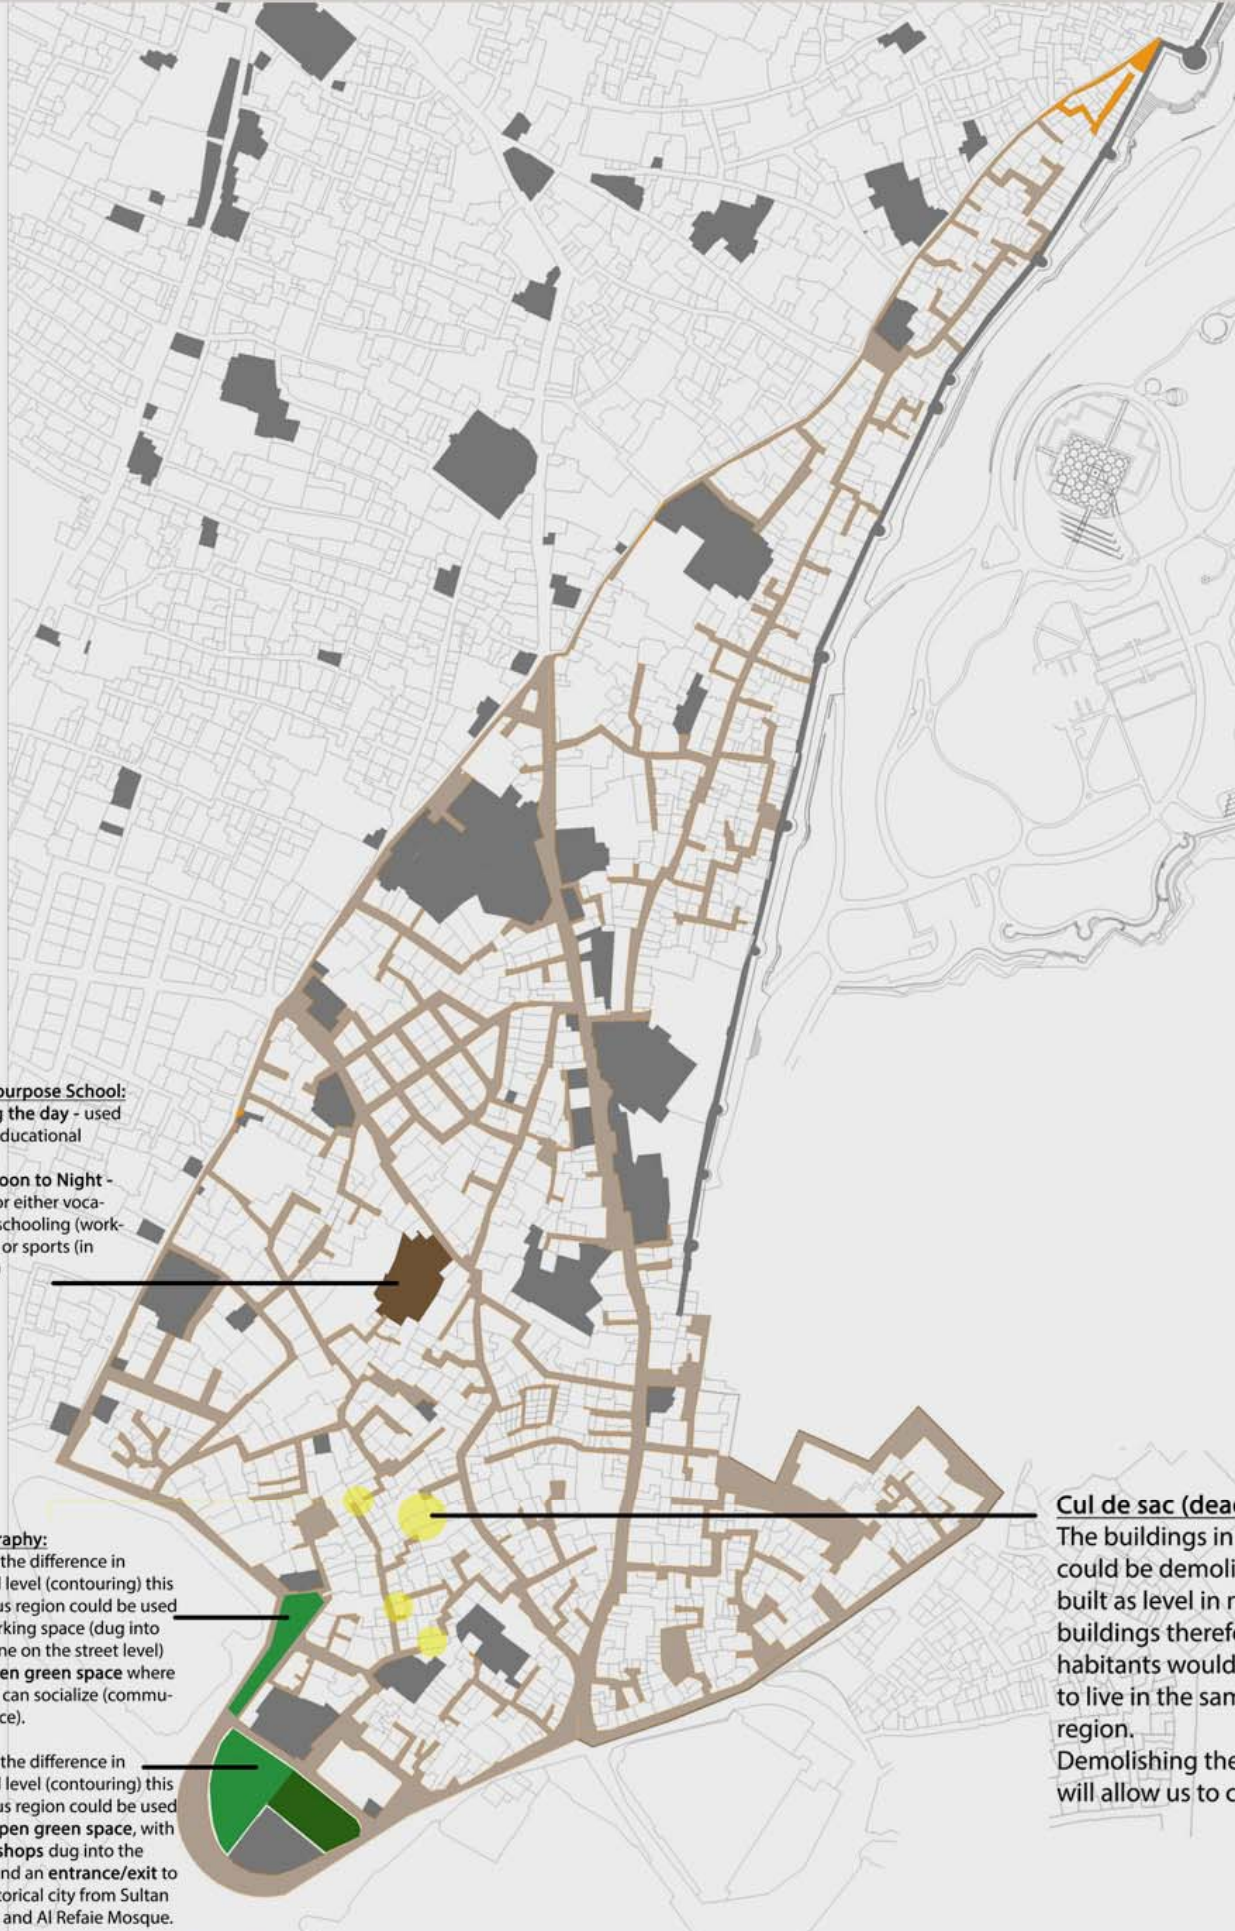 purpose School:
g the day - used
ducational
oon to Night -
or either voca-
schooling (work-
or sports (in
raphy:
the difference in
l level (contouring) this
us region could be used
rking space (dug into
ne on the street level)
en green space where
can socialize (commu-
ce).
the difference in
l level (contouring) this
us region could be used
pen green space, with
shops dug into the
nd an entrance/exit to
torical city from Sultan
and Al Refaie Mosque.
Cul de sac (dea
The buildings in
could be demoli
built as level in
buildings theref
habitants would
to live in the sam
region.
Demolishing the
will allow us to c